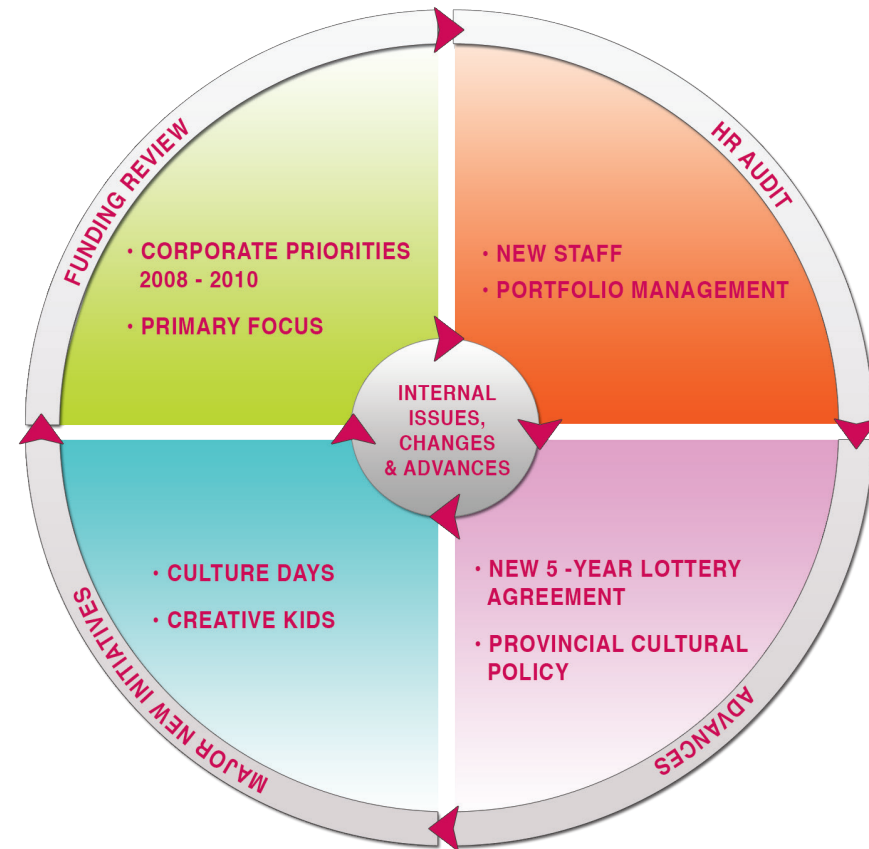 FUNDING REVIEW
• CORPORATE PRIORITIES
2008 - 2010
• PRIMARY FOCUS
HR AUDIT
• NEW STAFF
• PORTFOLIO MANAGEMENT
INTERNAL
ISSUES,
CHANGES
& ADVANCES
MAJOR NEW INITIATIVES
• CULTURE DAYS
• CREATIVE KIDS
• NEW 5 -YEAR LOTTERY
AGREEMENT
• PROVINCIAL CULTURAL
POLICY
ADVANCES